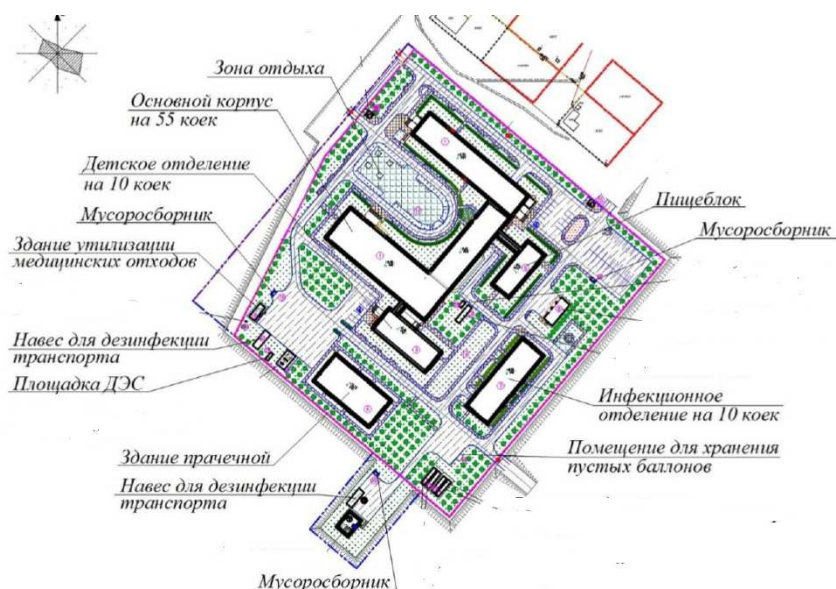 Зона отдыха
Основной корпус
на 55 коек
Детское отделение
на 10 коек
Мусоросборник
Здание утилизации
медицинских отходов
Навес для дезинфекции
транспорта
Площадка ДЭС
Здание прачечной
Навес для дезинфекции
транспорта
Мусоросборник
Пищеблок
Мусоросборник
Инфекционное
отделение на 10 коек
Помещение для хранения
пустых баллонов